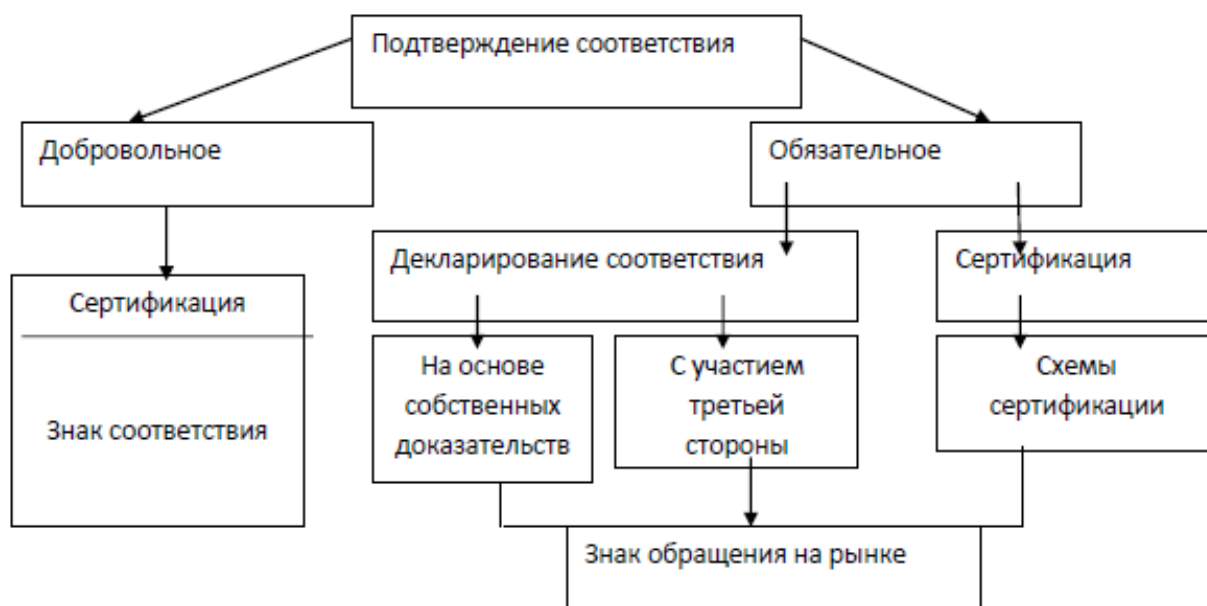 Подтверждение соответствия
Добровольное
Обязательное
Декларирование соответствия
Сертификация
Сертификация
Знак соответствия
На основе
собственных
доказательств
С участием
третьей
стороны
Схемы
сертификации
Знак обращения на рынке